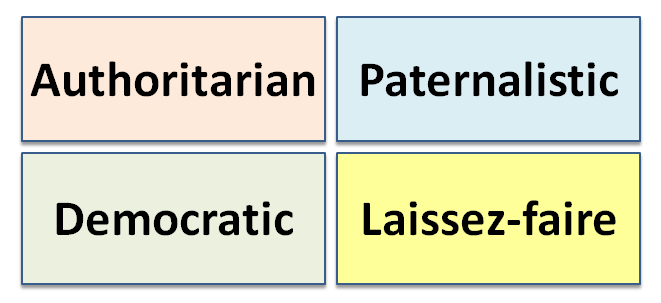 Authoritarian
Paternalistic
Democratic
Laissez-faire